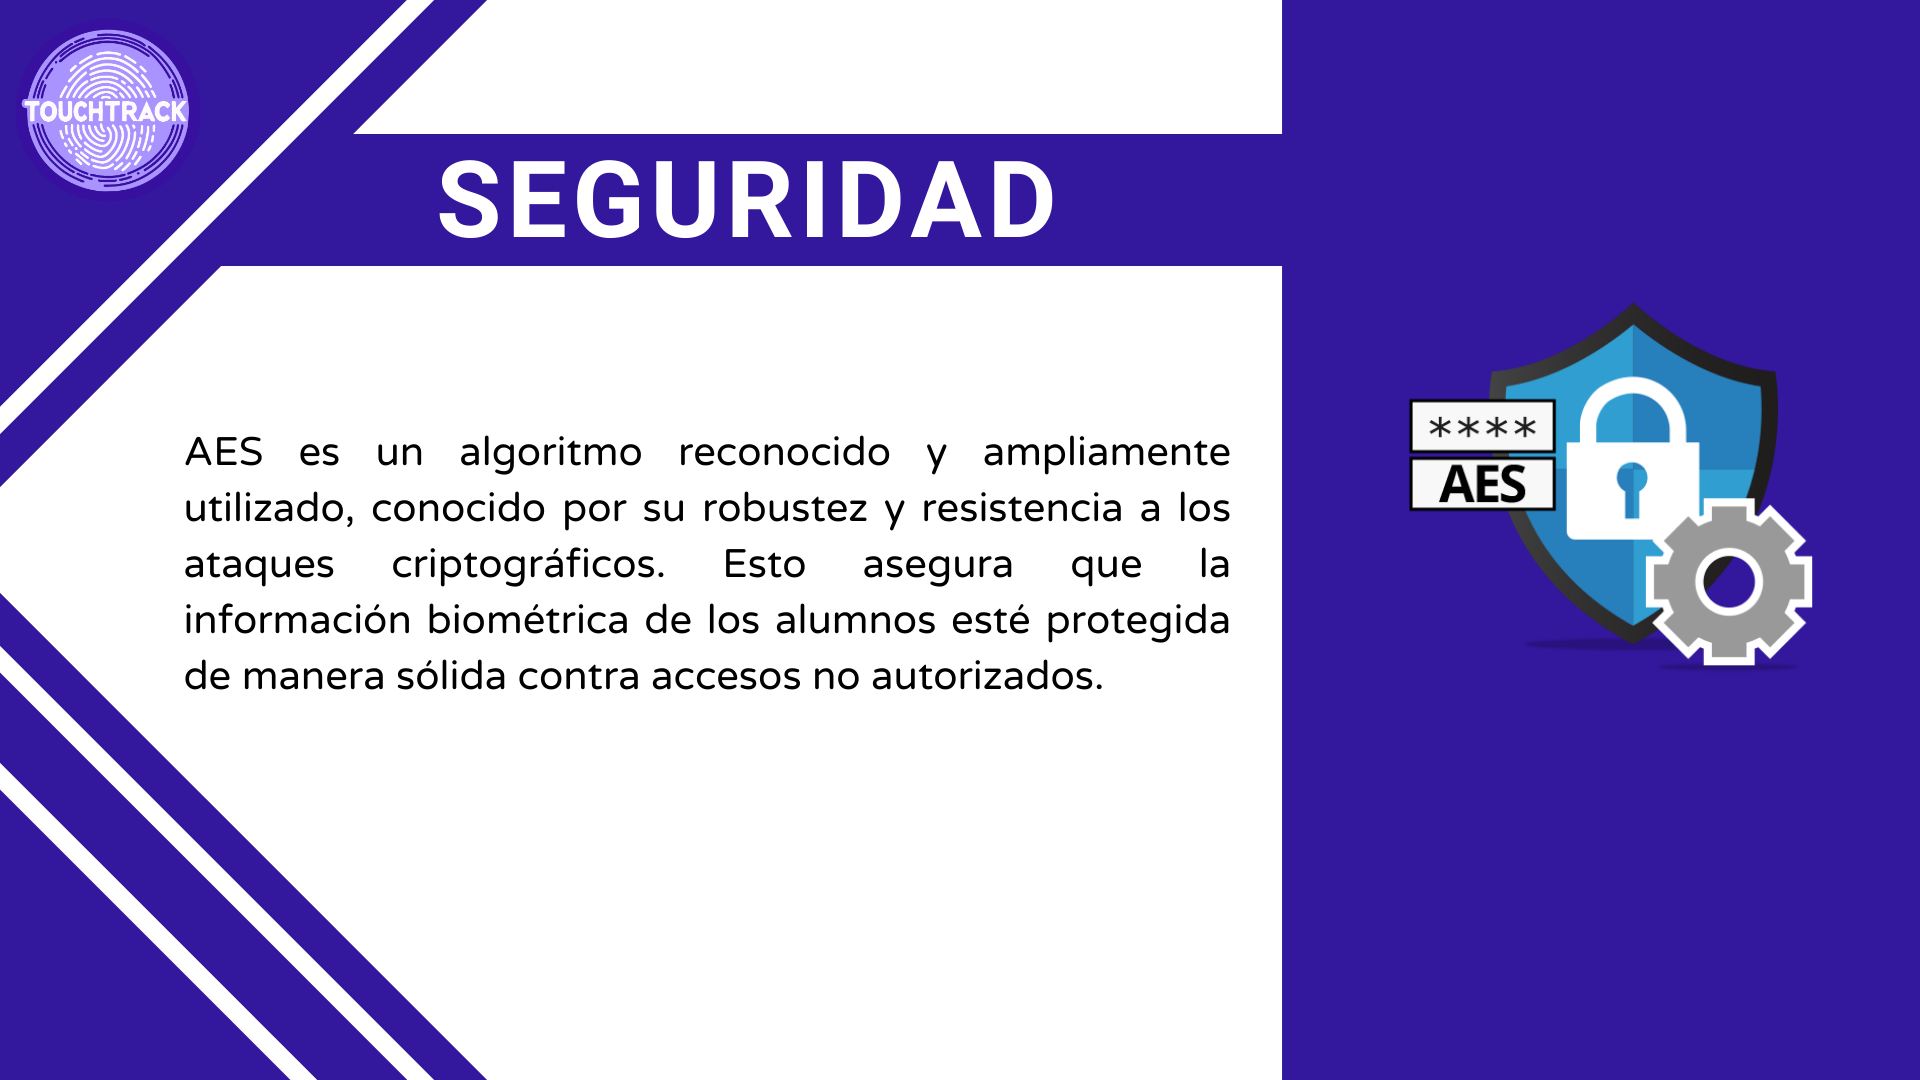 TOUCHTRACK
SEGURIDAD
AES es un algoritmo reconocido y ampliamente
utilizado, conocido por su robustez y resistencia a los
ataques criptográficos. Esto asegura que la
información biométrica de los alumnos esté protegida
de manera sólida contra accesos no autorizados.
****
AES